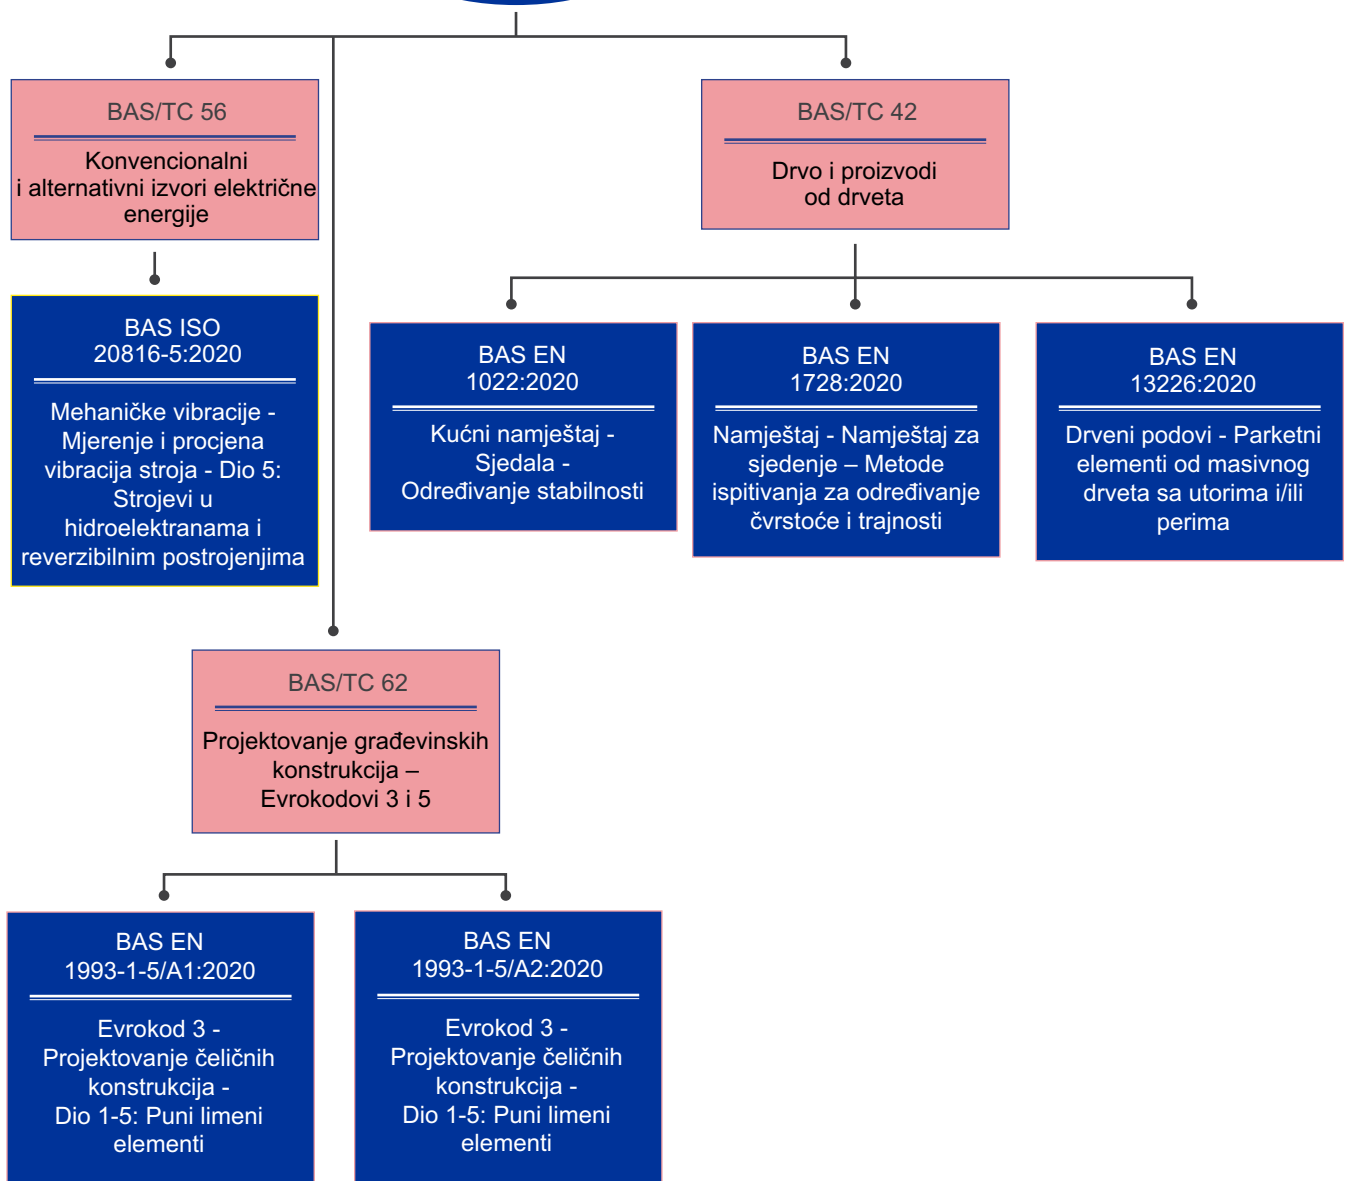 BAS/TC 56
Konvencionalni
i alternativni izvori električne
energije
BAS/TC 42
Drvo i proizvodi
od drveta
BAS ISO
20816-5:2020
Mehaničke vibracije -
Mjerenje i procjena
vibracija stroja - Dio 5:
Strojevi u
hidroelektranama i
reverzibilnim postrojenjima
BAS EN
1022:2020
Kućni namještaj -
Sjedala -
Određivanje stabilnosti
BAS EN
1728:2020
Namještaj - Namještaj za
sjedenje – Metode
ispitivanja za određivanje
čvrstoće i trajnosti
BAS EN
13226:2020
Drveni podovi - Parketni
elementi od masivnog
drveta sa utorima i/ili
perima
BAS/TC 62
Projektovanje građevinskih
konstrukcija –
Evrokodovi 3 i 5
BAS EN
1993-1-5/A1:2020
Evrokod 3 -
Projektovanje čeličnih
konstrukcija -
Dio 1-5: Puni limeni
elementi
BAS EN
1993-1-5/A2:2020
Evrokod 3 -
Projektovanje čeličnih
konstrukcija -
Dio 1-5: Puni limeni
elementi